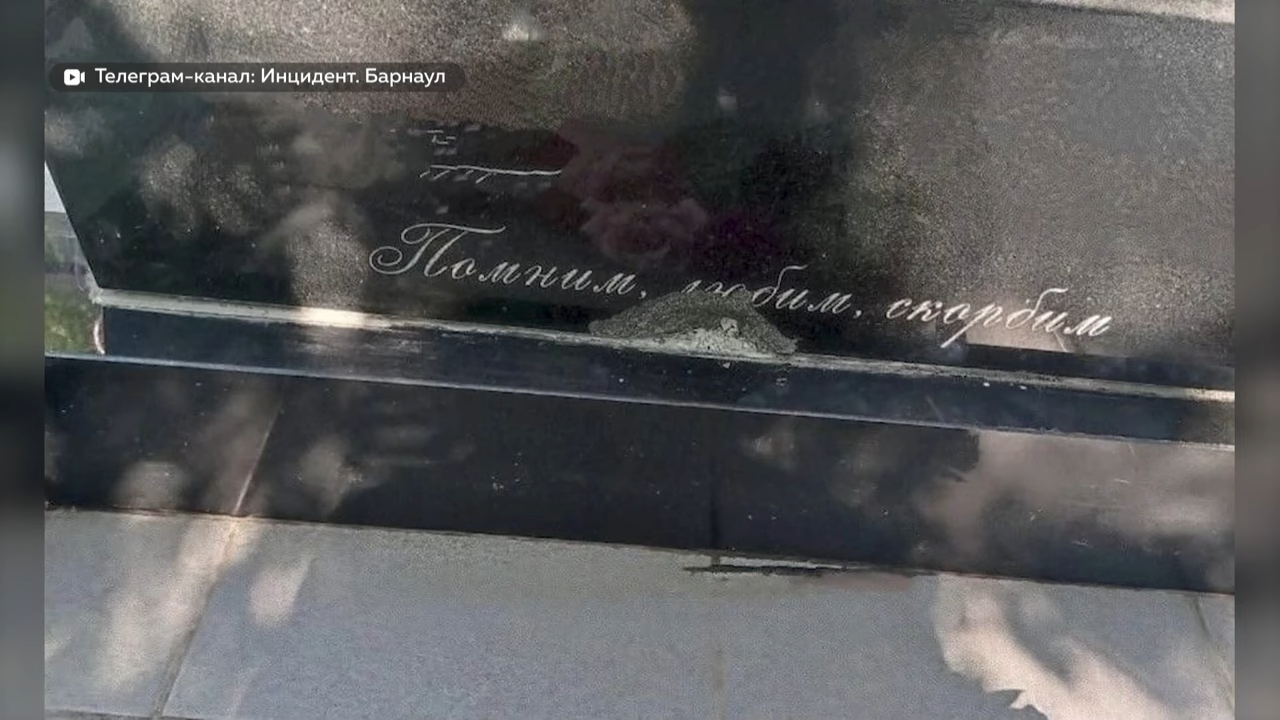 Телеграм-канал: Инцидент. Барнаул
Помним, любим, скорбим